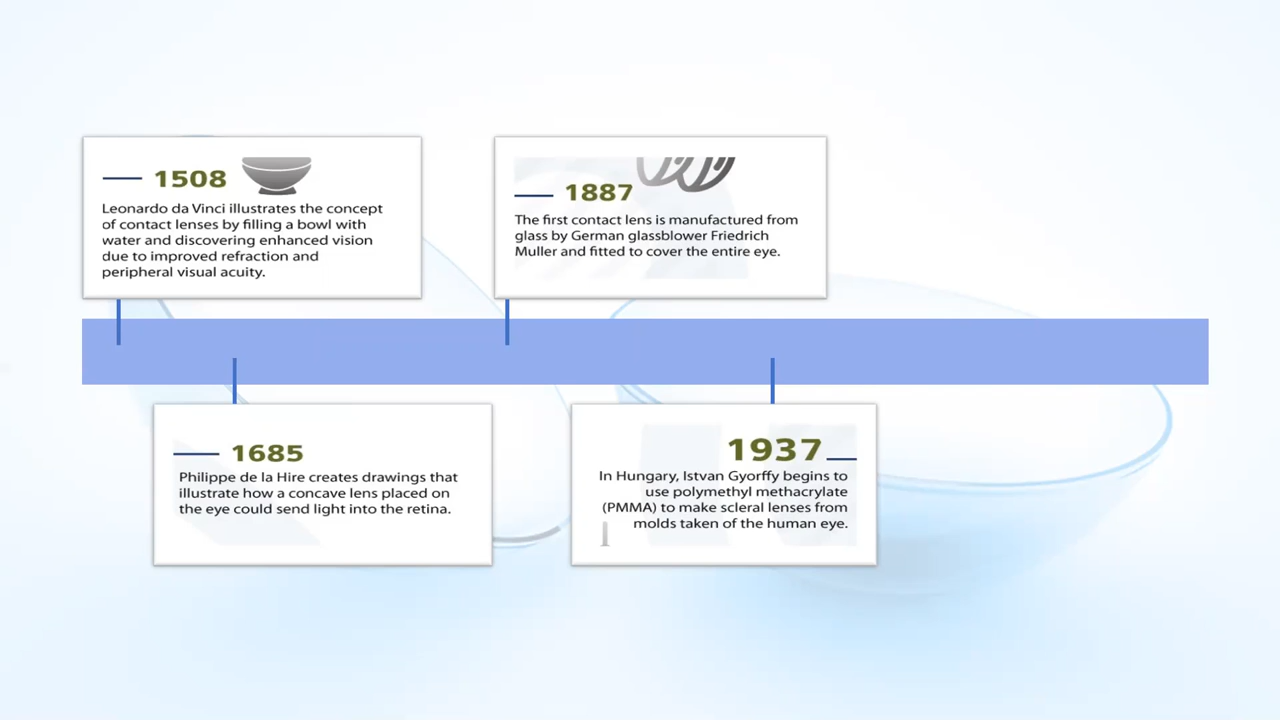 1508
Leonardo da Vinci illustrates the concept
of contact lenses by filling a bowl with
water and discovering enhanced vision
due to improved refraction and
peripheral visual acuity.
1887
The first contact lens is manufactured from
glass by German glassblower Friedrich
Muller and fitted to cover the entire eye.
1685
Philippe de la Hire creates drawings that
illustrate how a concave lens placed on
the eye could send light into the retina.
1937
In Hungary, Istvan Gyorffy begins to
use polymethyl methacrylate
(PMMA) to make scleral lenses from
molds taken of the human eye.